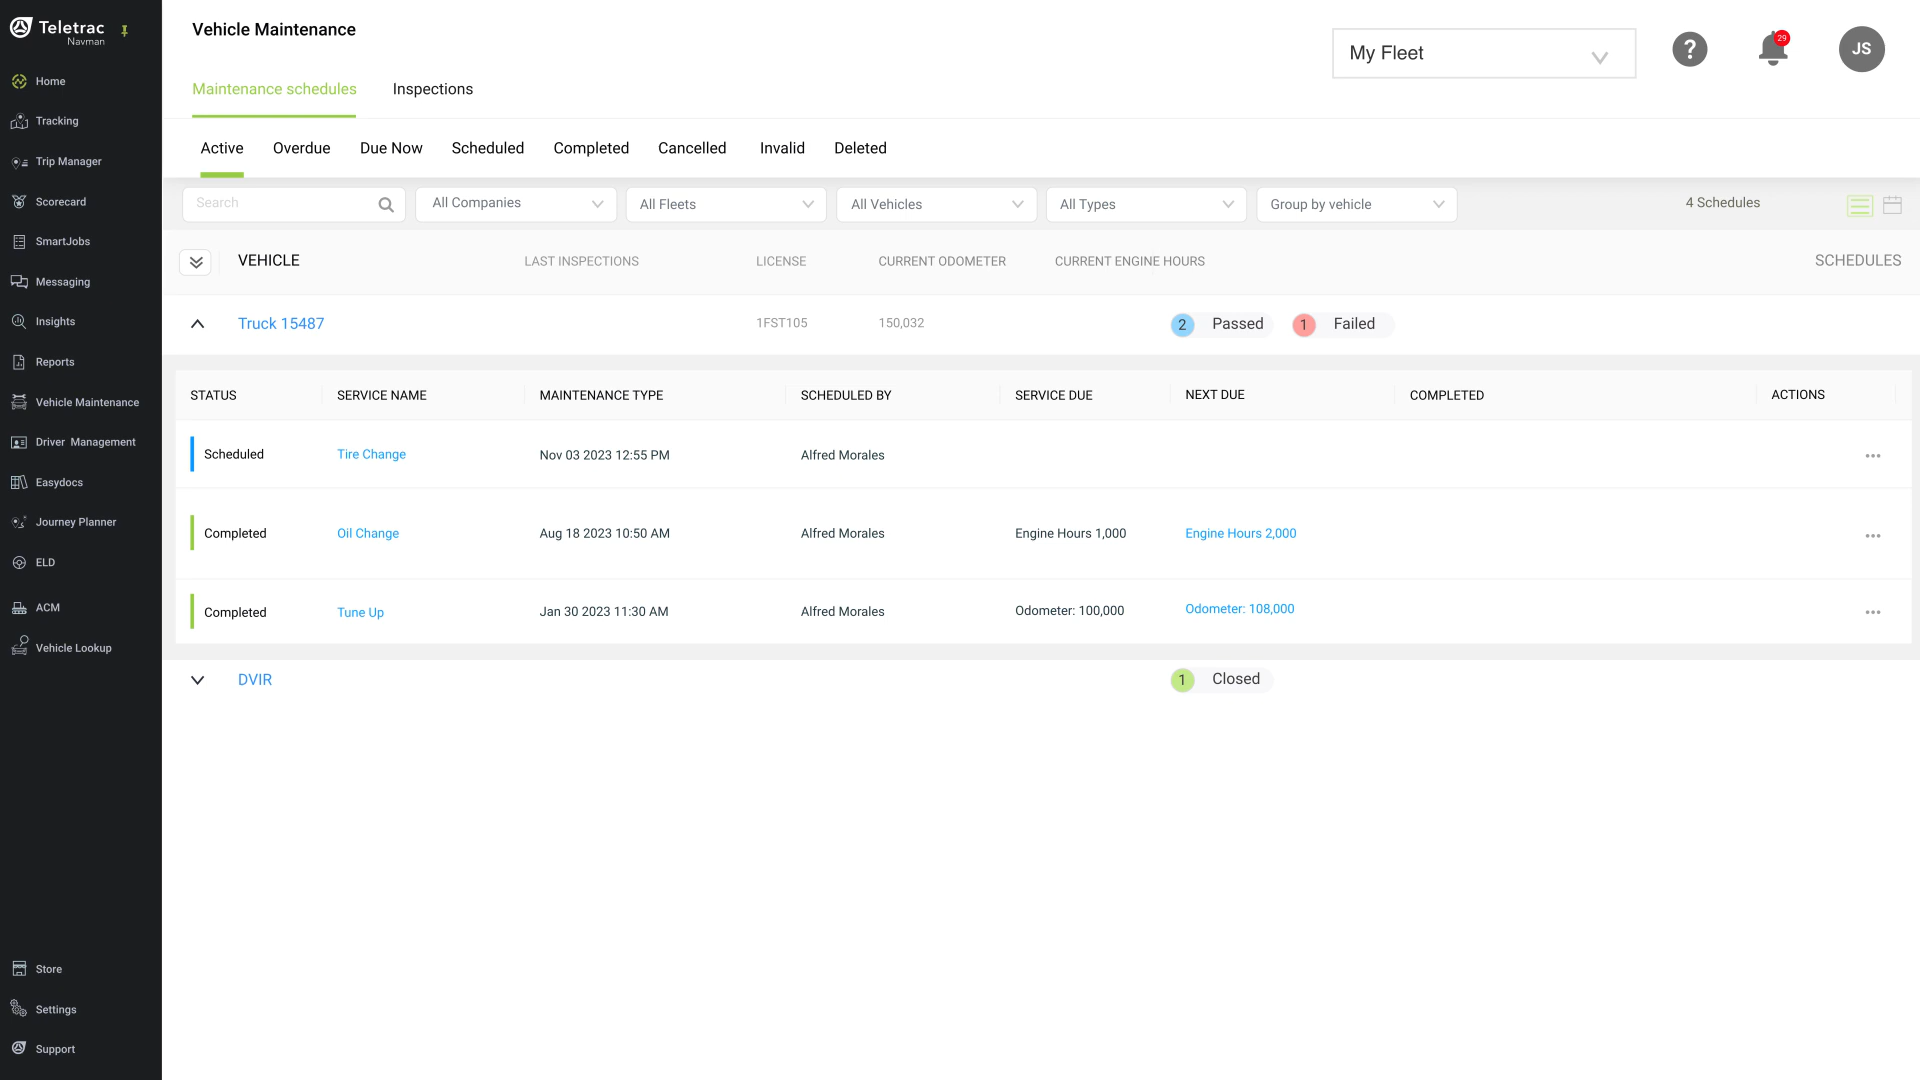 Teletrac
Navman
Home
Tracking
Trip Manager
Scorecard
SmartJobs
Messaging
Insights
Reports
Vehicle Maintenance
Driver Management
Easydocs
Journey Planner
ELD
ACM
Vehicle Lookup
Store
Settings
Support
Vehicle Maintenance
My Fleet
?
29
JS
Maintenance schedules Inspections
Active Overdue Due Now Scheduled Completed Cancelled Invalid Deleted
Search All Companies All Fleets All Vehicles All Types Group by vehicle 4 Schedules
VEHICLE LAST INSPECTIONS LICENSE CURRENT ODOMETER CURRENT ENGINE HOURS SCHEDULES
Truck 15487 1FST105 150,032 2 Passed 1 Failed
STATUS SERVICE NAME MAINTENANCE TYPE SCHEDULED BY SERVICE DUE NEXT DUE COMPLETED ACTIONS
Scheduled Tire Change Nov 03 2023 12:55 PM Alfred Morales
Completed Oil Change Aug 18 2023 10:50 AM Alfred Morales Engine Hours 1,000 Engine Hours 2,000
Completed Tune Up Jan 30 2023 11:30 AM Alfred Morales Odometer: 100,000 Odometer: 108,000
DVIR 1 Closed